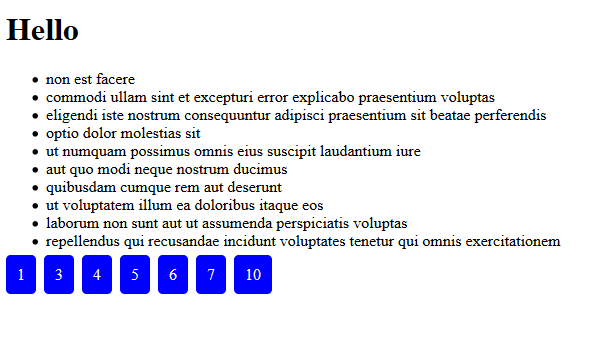 Hello
non est facere
commodi ullam sint et excepturi error explicabo praesentium voluptas
eligendi iste nostrum consequuntur adipisci praesentium sit beatae perferendis
optio dolor molestias sit
ut numquam possimus omnis eius suscipit laudantium iure
aut quo modi neque nostrum ducimus
quibusdam cumque rem aut deserunt
ut voluptatem illum ea doloribus itaque eos
laborum non sunt aut ut assumenda perspiciatis voluptas
repellendus qui recusandae incidunt voluptates tenetur qui omnis exercitationem
1 3 4 5 6 7 10